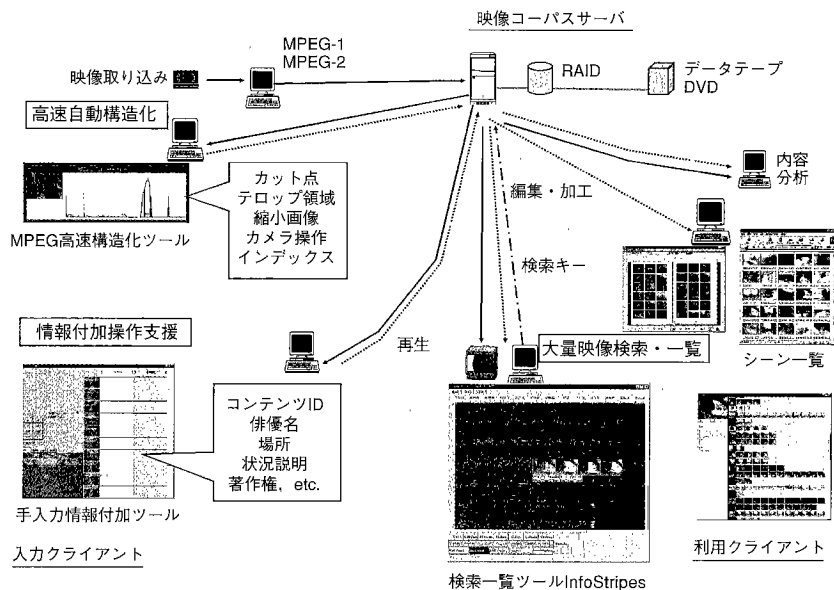 映像コーパスサーバ
MPEG-1
MPEG-2
映像取り込み
RAID
データテープ
DVD
高速自動構造化
カット点
テロップ領域
縮小画像
カメラ操作
インデックス
MPEG高速構造化ツール
内容
分析
編集・加工
検索キー
再生
大量映像検索・一覧
シーン一覧
情報付加操作支援
コンテンツID
俳優名
場所
状況説明
著作権, etc.
手入力情報付加ツール
入力クライアント
検索一覧ツールInfoStripes
利用クライアント